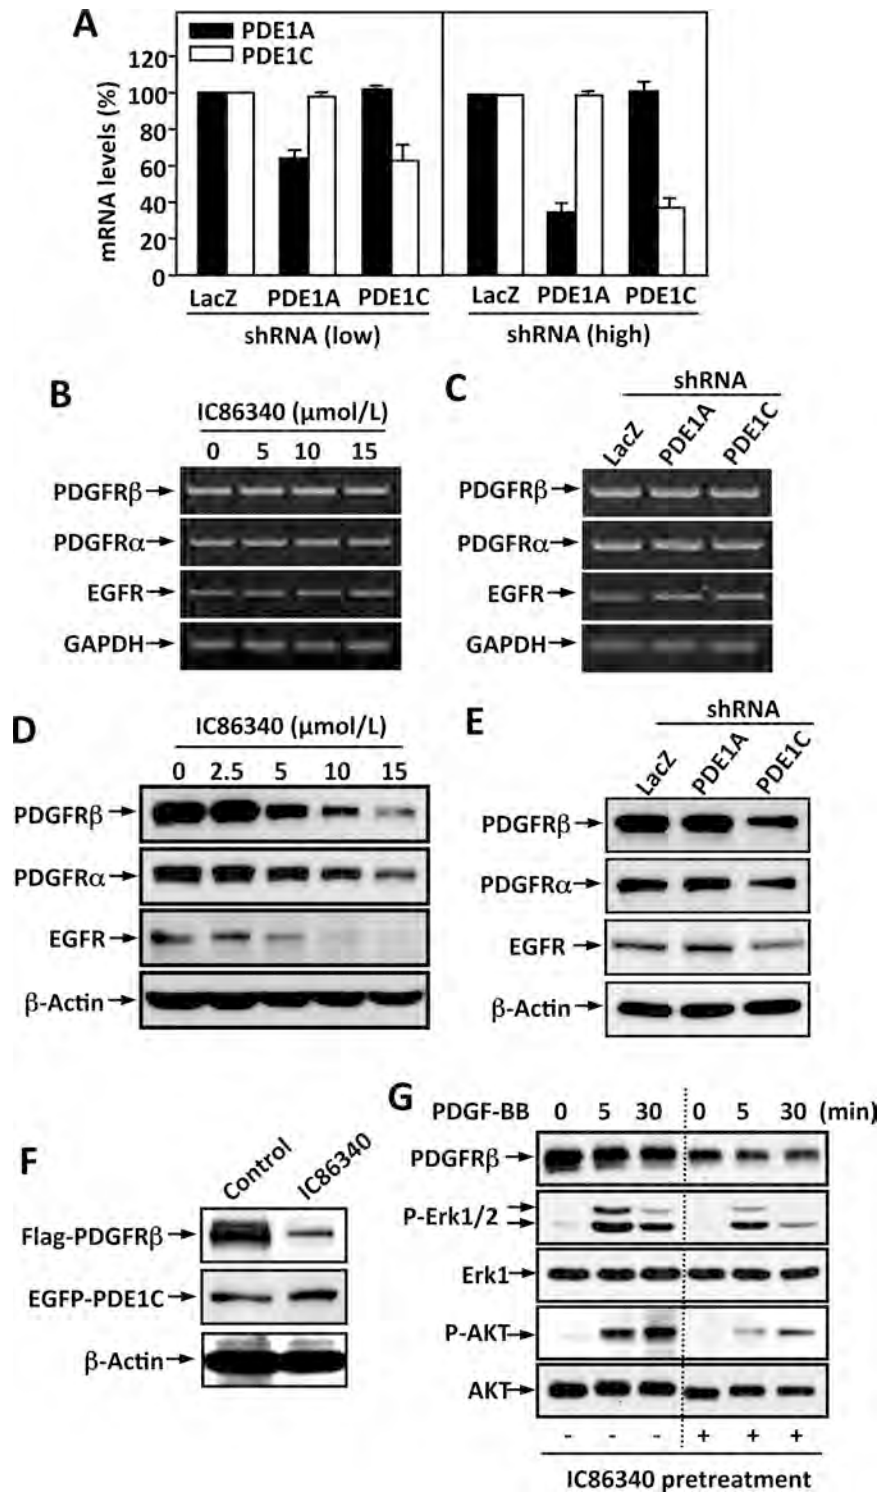 A
PDE1A
PDE1C
mRNA levels (%)
120
100
80
60
40
20
0
LacZ PDE1A PDE1C LacZ PDE1A PDE1C
shRNA (low) shRNA (high)
B
IC86340 (μmol/L)
0 5 10 15
PDGFRβ
PDGFRα
EGFR
GAPDH
C
shRNA
LacZ PDE1A PDE1C
PDGFRβ
PDGFRα
EGFR
GAPDH
D
IC86340 (μmol/L)
0 2.5 5 10 15
PDGFRβ
PDGFRα
EGFR
β-Actin
E
shRNA
LacZ PDE1A PDE1C
PDGFRβ
PDGFRα
EGFR
β-Actin
F
Control IC86340
Flag-PDGFRβ
EGFP-PDE1C
β-Actin
G
PDGF-BB 0 5 30 0 5 30 (min)
PDGFRβ
P-Erk1/2
Erk1
P-AKT
AKT
- - - + + +
IC86340 pretreatment